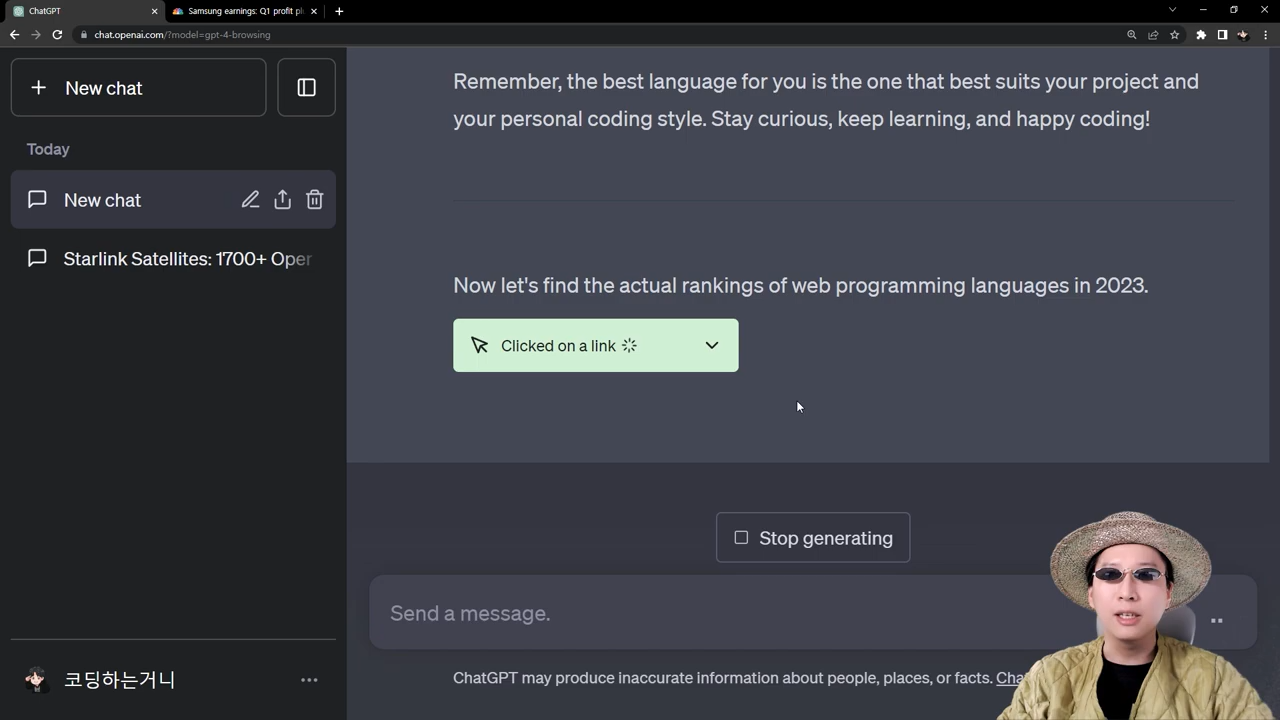 ChatGPT
Samsung earnings: Q1 profit pl
chat.openai.com/?model=gpt-4-browsing
New chat
Today
New chat
Starlink Satellites: 1700+ Oper
코딩하는거니
Remember, the best language for you is the one that best suits your project and
your personal coding style. Stay curious, keep learning, and happy coding!
Now let's find the actual rankings of web programming languages in 2023.
Clicked on a link
Stop generating
Send a message.
ChatGPT may produce inaccurate information about people, places, or facts. Cha